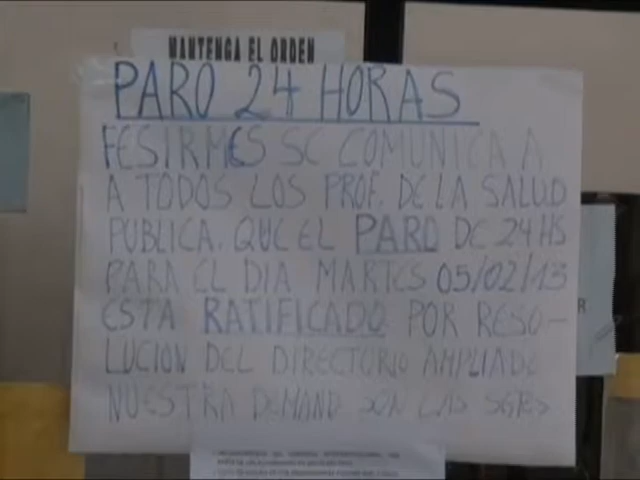 MANTENGA EL ORDEN
PARO 24 HORAS
FESIRMES SE COMUNICA A
A TODOS LOS PROF. DE LA SALUD
PUBLICA. QUE EL PARO DE 24 HS
PARA EL DIA MARTES 05/02/13
ESTA RATIFICADO POR RESO-
LUCION DEL DIRECTORIO AMPLIADO
NUESTRA DEMAND SON LAS
R